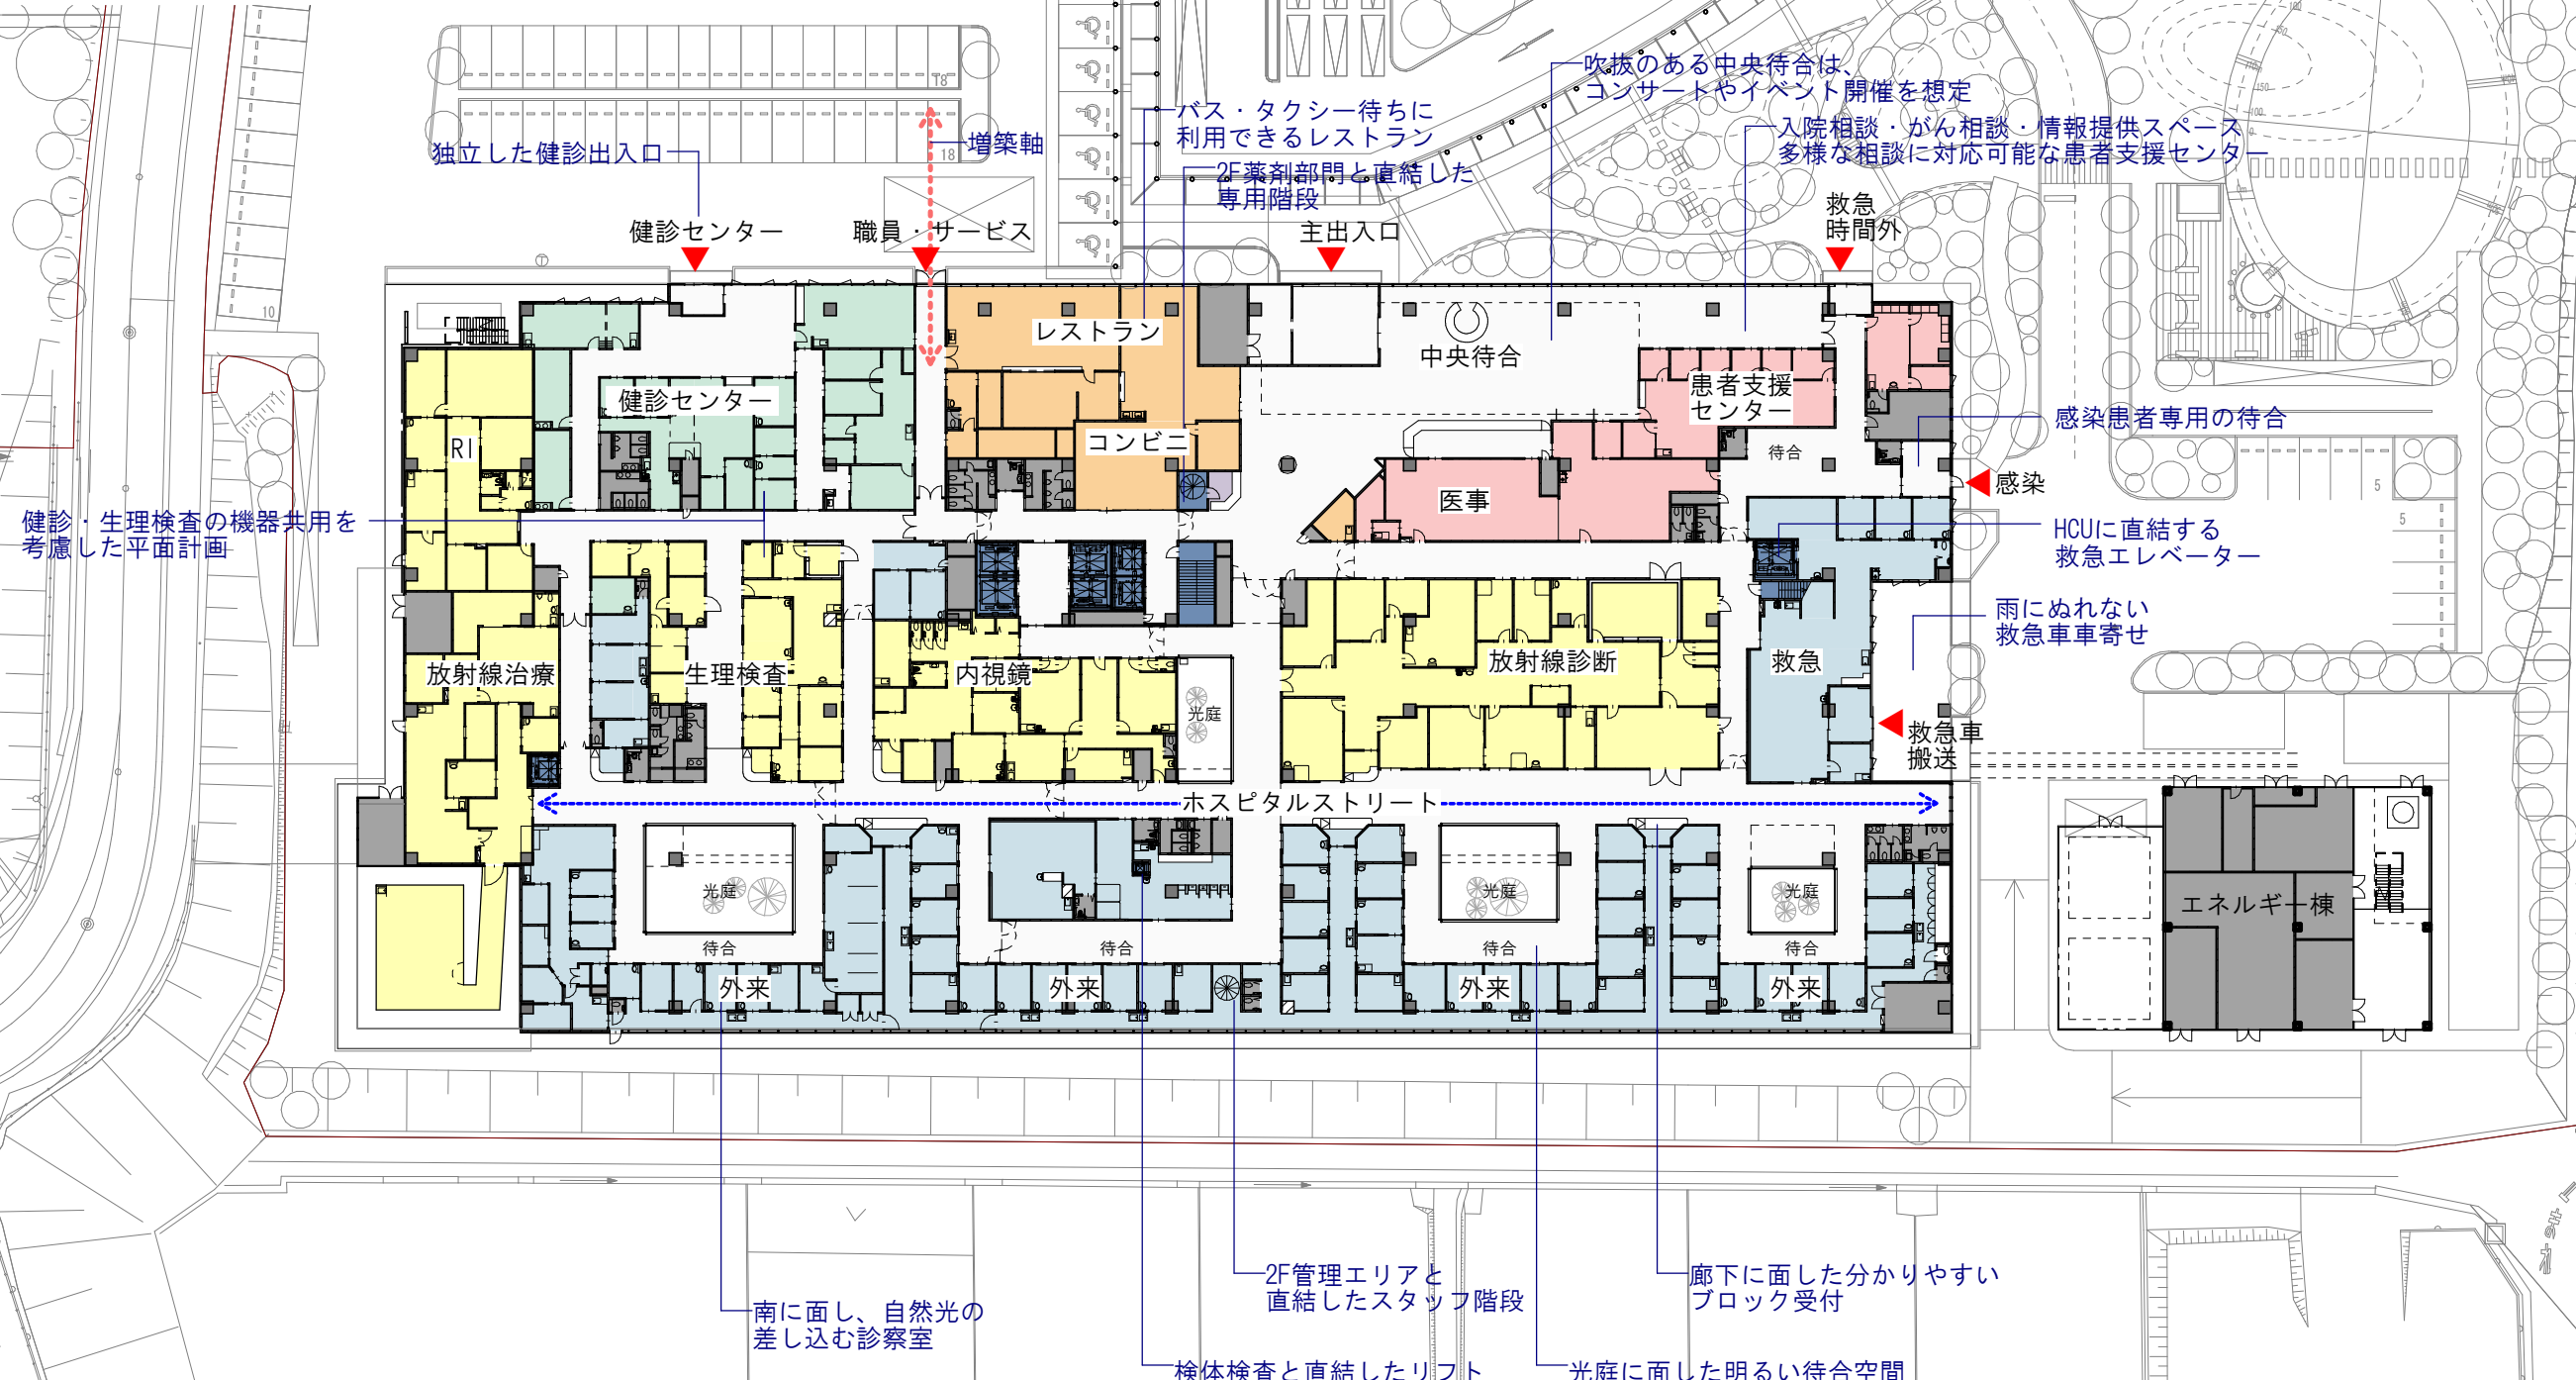 吹抜のある中央待合は、
コンサートやイベント開催を想定
バス・タクシー待ちに
利用できるレストラン
入院相談・がん相談・情報提供スペース
多様な相談に対応可能な患者支援センター
増築軸
独立した健診出入口
2F薬剤部門と直結した
専用階段
18
18
健診センター
職員・サービス
主出入口
救急
時間外
10
レストラン
中央待合
患者支援
センター
健診センター
コンビニ
RI
待合
感染患者専用の待合
医事
感染
5
5
健診・生理検査の機器共用を
考慮した平面計画
HCUに直結する
救急エレベーター
雨にぬれない
救急車車寄せ
放射線治療
生理検査
内視鏡
光庭
放射線診断
救急
救急車
搬送
ホスピタルストリート
光庭
光庭
光庭
エネルギー棟
待合
待合
待合
待合
外来
外来
外来
外来
2F管理エリアと
直結したスタッフ階段
廊下に面した分かりやすい
ブロック受付
南に面し、自然光の
差し込む診察室
検体検査と直結したリフト
光庭に面した明るい待合空間